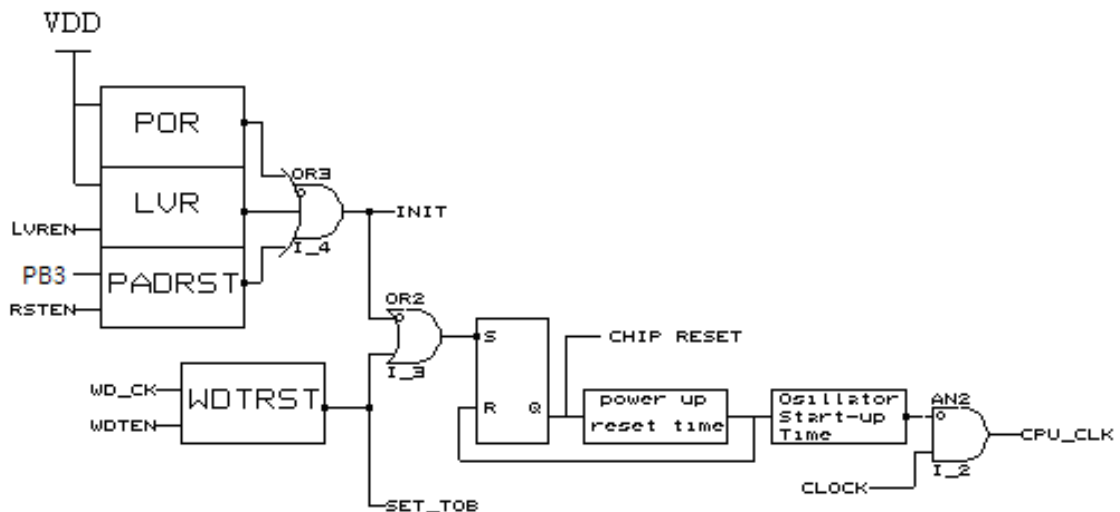 VDD
POR
LVR
PADRST
LVREN
PB3
RSTEN
OR3
I_4
INIT
OR2
I_3
WD_CK
WDTEN
WDTRST
SET_TOB
S
R Q
CHIP RESET
power up
reset time
Osillator
Start-up
Time
AN2
I_2
CLOCK
CPU_CLK